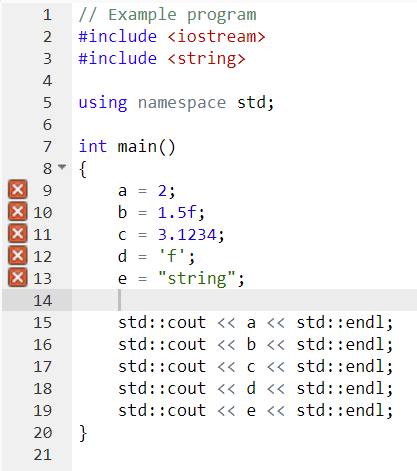 1 // Example program
2 #include <iostream>
3 #include <string>
4
5 using namespace std;
6
7 int main()
8 {
9     a = 2;
10     b = 1.5f;
11     c = 3.1234;
12     d = 'f';
13     e = "string";
14
15     std::cout << a << std::endl;
16     std::cout << b << std::endl;
17     std::cout << c << std::endl;
18     std::cout << d << std::endl;
19     std::cout << e << std::endl;
20 }
21